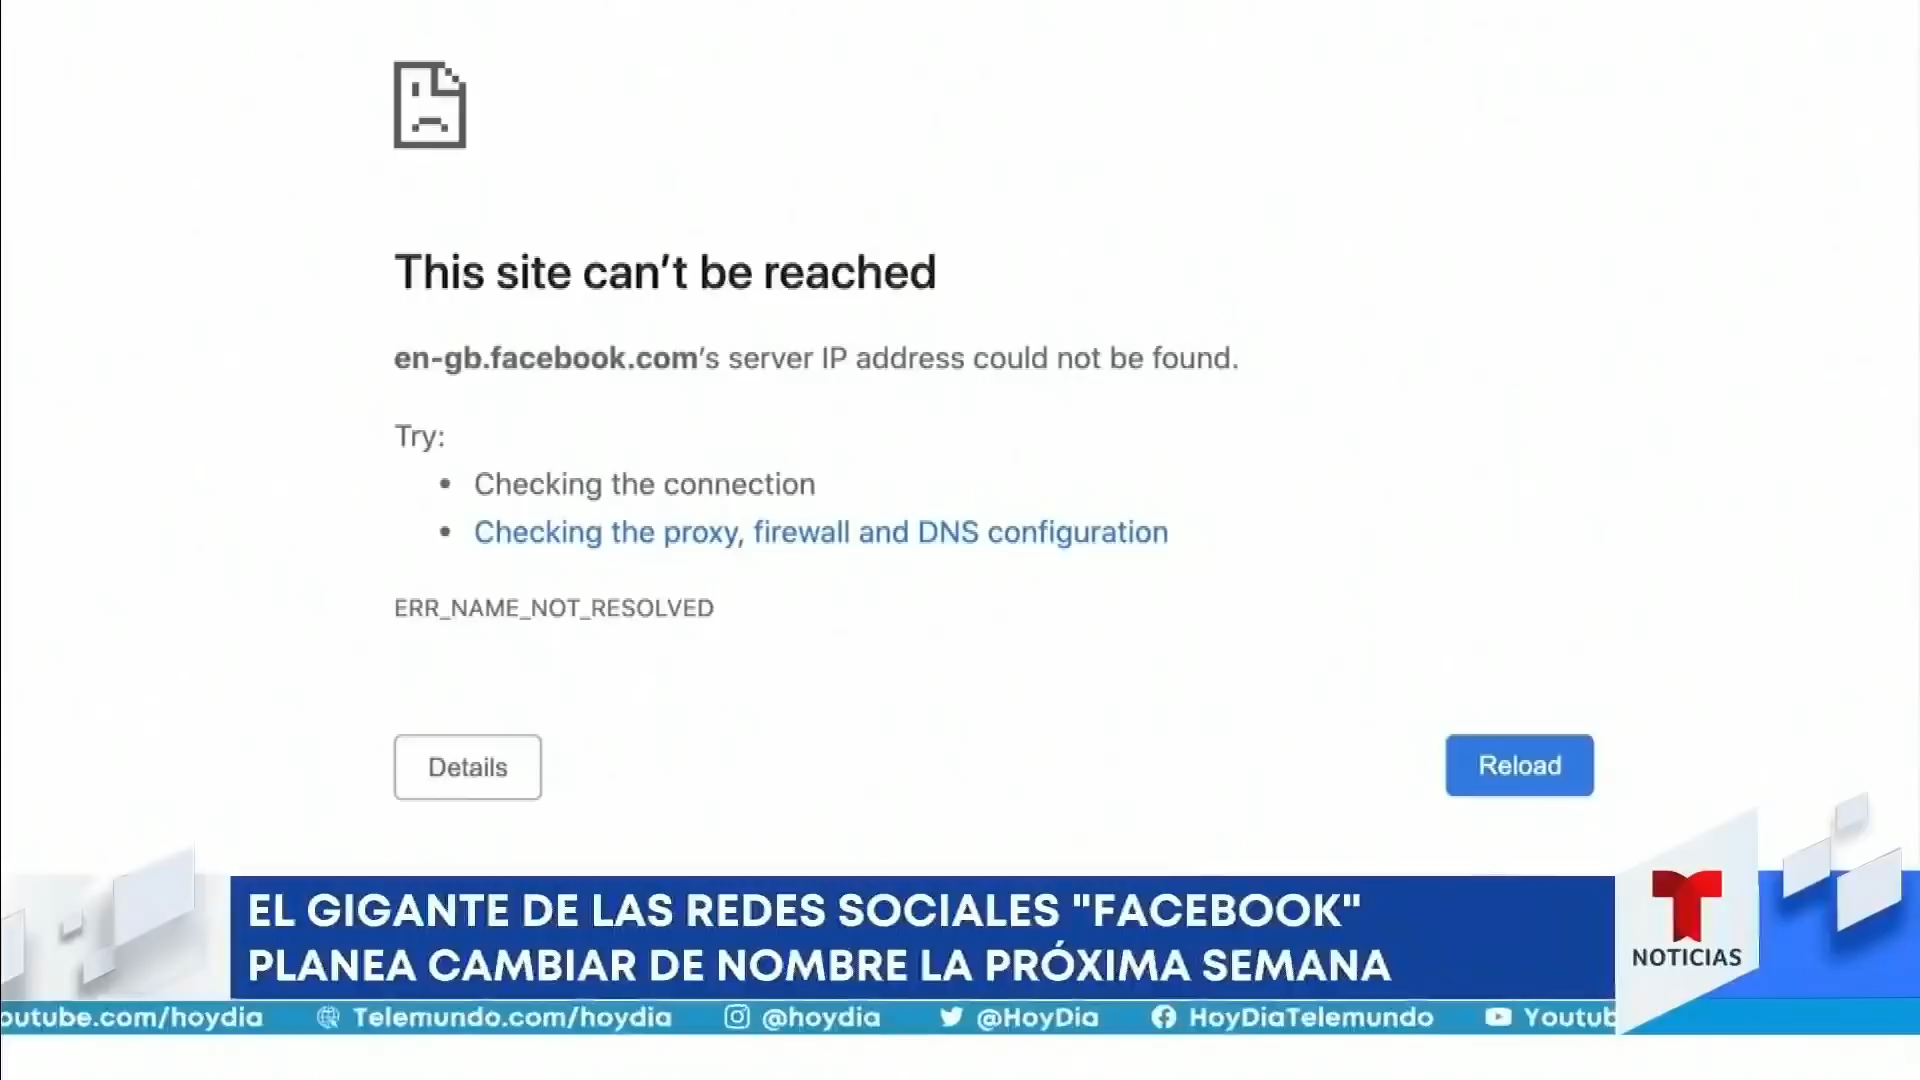 This site can't be reached
en-gb.facebook.com's server IP address could not be found.
Try:
• Checking the connection
• Checking the proxy, firewall and DNS configuration
ERR_NAME_NOT_RESOLVED
Details
Reload
EL GIGANTE DE LAS REDES SOCIALES "FACEBOOK"
PLANEA CAMBIAR DE NOMBRE LA PRÓXIMA SEMANA
NOTICIAS
outube.com/hoydia Telemundo.com/hoydia @hoydia @HoyDia HoyDiaTelemundo Youtub